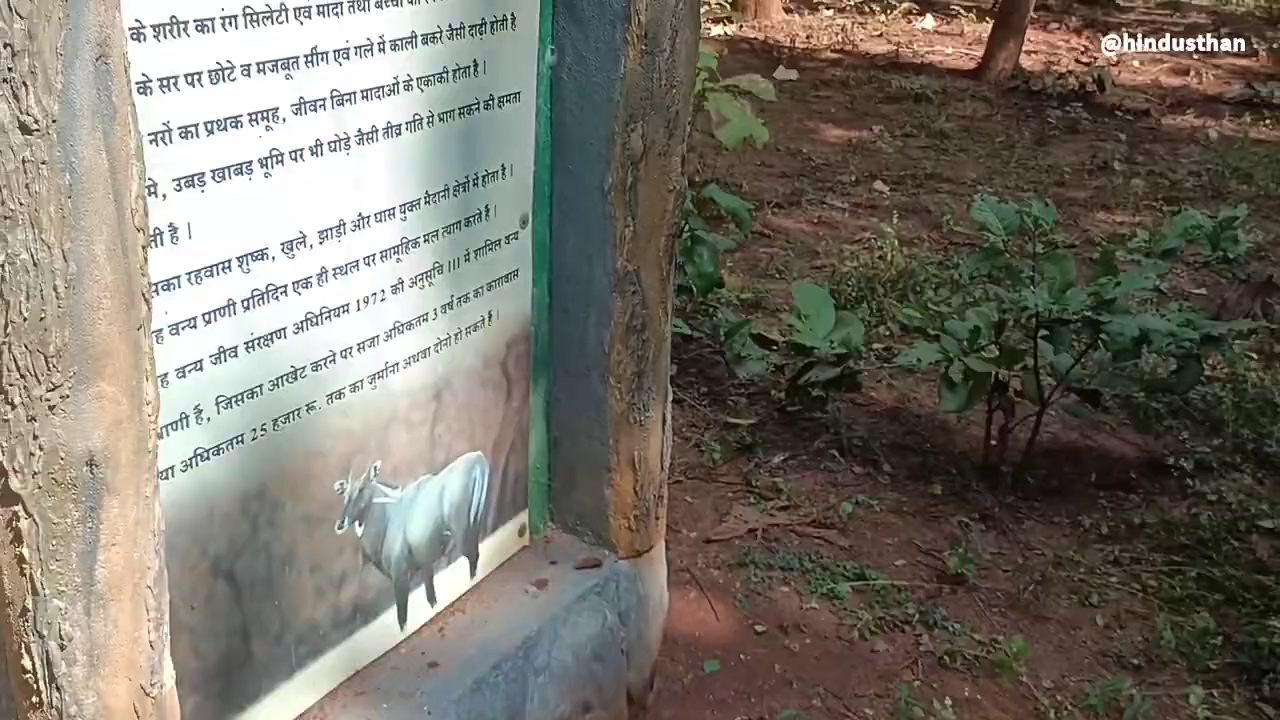 @hindusthan
के शरीर का रंग सिलेटी एवं मादा तथा बच्चों का
के सर पर छोटे व मजबूत सींग एवं गले में काली बकरे जैसी दाढ़ी होती है
नरों का प्रथक समूह, जीवन बिना मादाओं के एकाकी होता है |
उबड़ खाबड़ भूमि पर भी घोड़े जैसी तीव्र गति से भाग सकने की क्षमता
है |
रहवास शुष्क, खुले, झाड़ी और घास युक्त मैदानी क्षेत्रों में होता है |
वन्य प्राणी प्रतिदिन एक ही स्थल पर सामूहिक मल त्याग करते है |
वन्य जीव संरक्षण अधिनियम 1972 की अनुसूचि III में शामिल वन्य
हैं, जिसका आखेट करने पर सजा अधिकतम 3 वर्ष तक का कारावास
या अधिकतम 25 हजार रू. तक का जुर्माना अथवा दोनो हो सकते हैं |